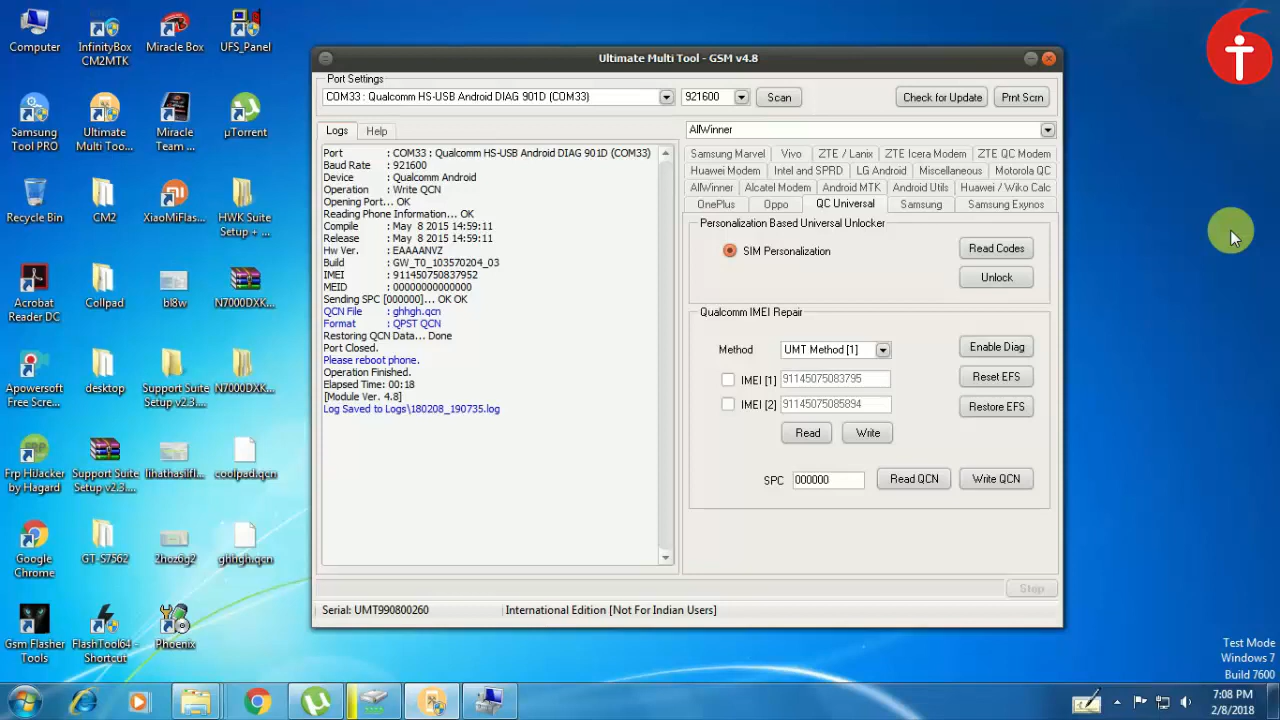 Computer
InfinityBox CM2MTK
Miracle Box
UFS_Panel
Samsung Tool PRO
Ultimate Multi Too...
Miracle Team ...
µTorrent
Recycle Bin
CM2
XiaoMiFlas...
HWK Suite Setup + ...
Acrobat Reader DC
Collpad
bl8w
N7000DXK...
Apowersoft Free Scre...
desktop
Support Suite Setup v2.3...
N7000DXK...
Frp HiJacker by Hagard
Support Suite Setup v2.3...
coolpadl.qcn
Google Chrome
GT-S7562
2hoz6g2
ghhgh.qcn
Gsm Flasher Tools
FlashTool64 - Shortcut
Phoenix
Ultimate Multi Tool - GSM v4.8
Port Settings
COM33 : Qualcomm HS-USB Android DIAG 901D (COM33)
921600
Scan
Check for Update
Prnt Scrn
Logs
Help
AllWinner
Samsung Marvel
Vivo
ZTE / Lanix
ZTE Icera Modem
ZTE QC Modem
Huawei Modem
Intel and SPRD
LG Android
Miscellaneous
Motorola QC
AllWinner
Alcatel Modem
Android MTK
Android Utils
Huawei / Wiko Calc
OnePlus
Oppo
QC Universal
Samsung
Samsung Exynos
Port : COM33 : Qualcomm HS-USB Android DIAG 901D (COM33)
Baud Rate : 921600
Device : Qualcomm Android
Operation : Write QCN
Opening Port... OK
Reading Phone Information... OK
Compile : May 8 2015 14:59:11
Release : May 8 2015 14:59:11
Hw Ver. : EAAAANVZ
Build : GW_T0_103570204_03
IMEI : 911450750837952
MEID : 00000000000000
Sending SPC [000000]... OK OK
QCN File : ghhgh.qcn
Format : QPST QCN
Restoring QCN Data... Done
Port Closed.
Please reboot phone.
Operation Finished.
Elapsed Time: 00:18
[Module Ver. 4.8]
Log Saved to Logs\180208_190735.log
Personalization Based Universal Unlocker
SIM Personalization
Read Codes
Unlock
Qualcomm IMEI Repair
Method
UMT Method [1]
Enable Diag
IMEI [1]
91145075083795
Reset EFS
IMEI [2]
91145075085894
Restore EFS
Read
Write
SPC
000000
Read QCN
Write QCN
Stop
Serial: UMT990800260
International Edition [Not For Indian Users]
Test Mode
Windows 7
Build 7600
7:08 PM
2/8/2018